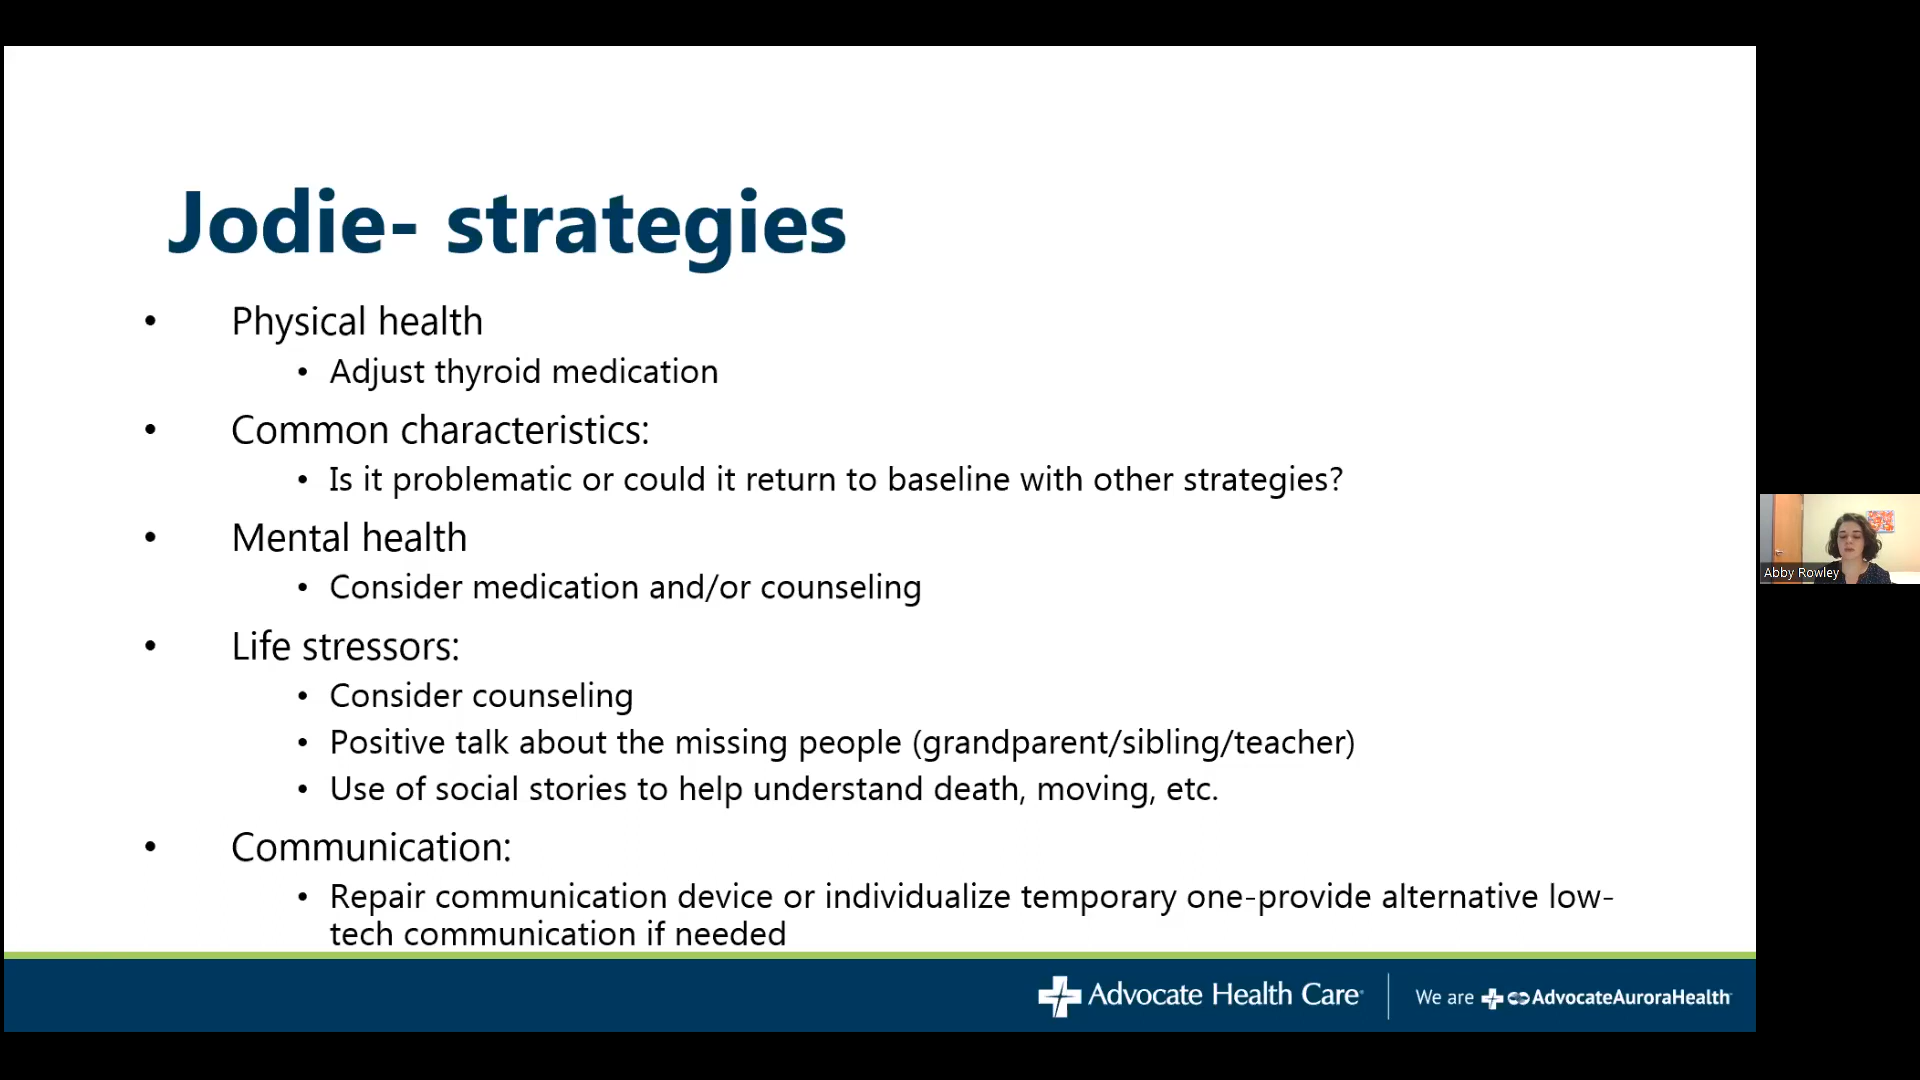 Jodie- strategies
• Physical health
• Adjust thyroid medication
• Common characteristics:
• Is it problematic or could it return to baseline with other strategies?
• Mental health
• Consider medication and/or counseling
• Life stressors:
• Consider counseling
• Positive talk about the missing people (grandparent/sibling/teacher)
• Use of social stories to help understand death, moving, etc.
• Communication:
• Repair communication device or individualize temporary one-provide alternative low-
tech communication if needed
Advocate Health Care
We are AdvocateAuroraHealth
Abby Rowley